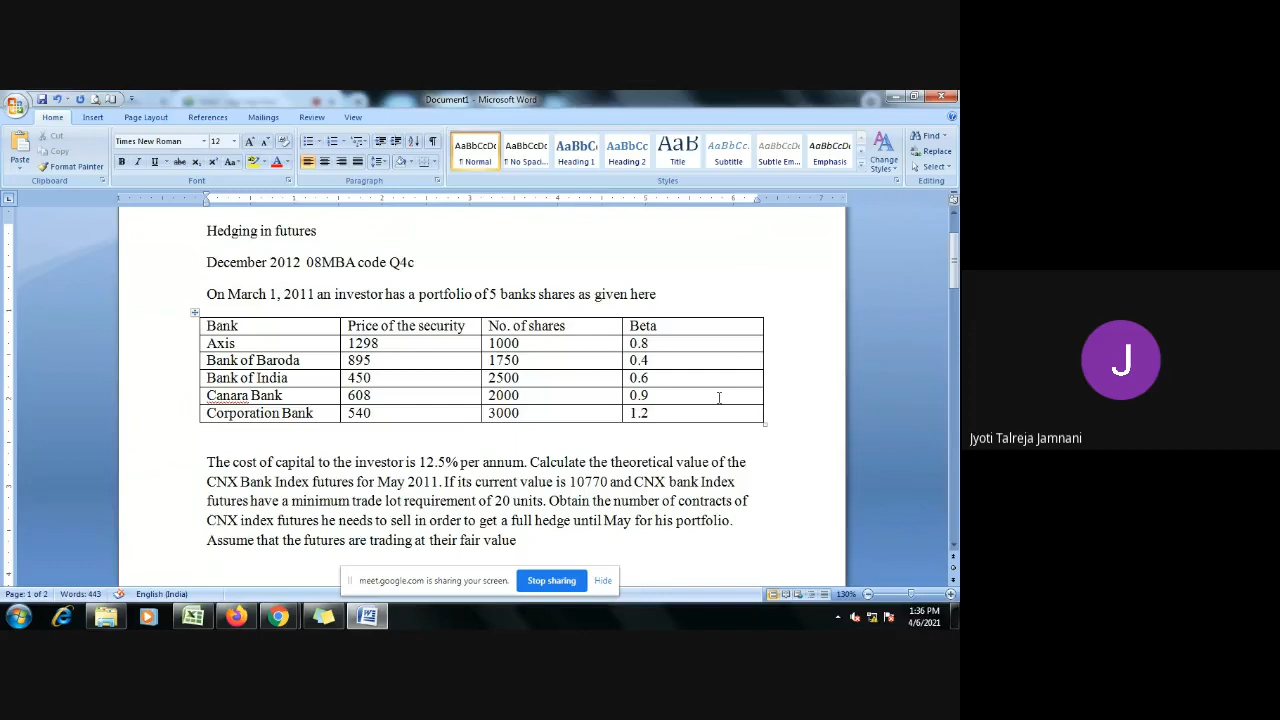 Document1 - Microsoft Word
Home Insert Page Layout References Mailings Review View
Paste Cut Copy Format Painter Clipboard
Times New Roman 12 Font
Paragraph
AaBbCcDc ¶ Normal
AaBbCcDc ¶ No Spaci...
AaBbC Heading 1
AaBbCc Heading 2
AaB Title
AaBbCc. Subtitle
AaBbCcDc Subtle Em...
AaBbCcDc Emphasis
Change Styles
Styles
Find
Replace
Select
Editing
Hedging in futures
December 2012 08MBA code Q4c
On March 1, 2011 an investor has a portfolio of 5 banks shares as given here
Bank Price of the security No. of shares Beta
Axis 1298 1000 0.8
Bank of Baroda 895 1750 0.4
Bank of India 450 2500 0.6
Canara Bank 608 2000 0.9
Corporation Bank 540 3000 1.2
The cost of capital to the investor is 12.5% per annum. Calculate the theoretical value of the
CNX Bank Index futures for May 2011. If its current value is 10770 and CNX bank Index
futures have a minimum trade lot requirement of 20 units. Obtain the number of contracts of
CNX index futures he needs to sell in order to get a full hedge until May for his portfolio.
Assume that the futures are trading at their fair value
meet.google.com is sharing your screen. Stop sharing Hide
Page: 1 of 2 Words: 443 English (India) 130%
1:36 PM
4/6/2021
J
Jyoti Talreja Jamnani